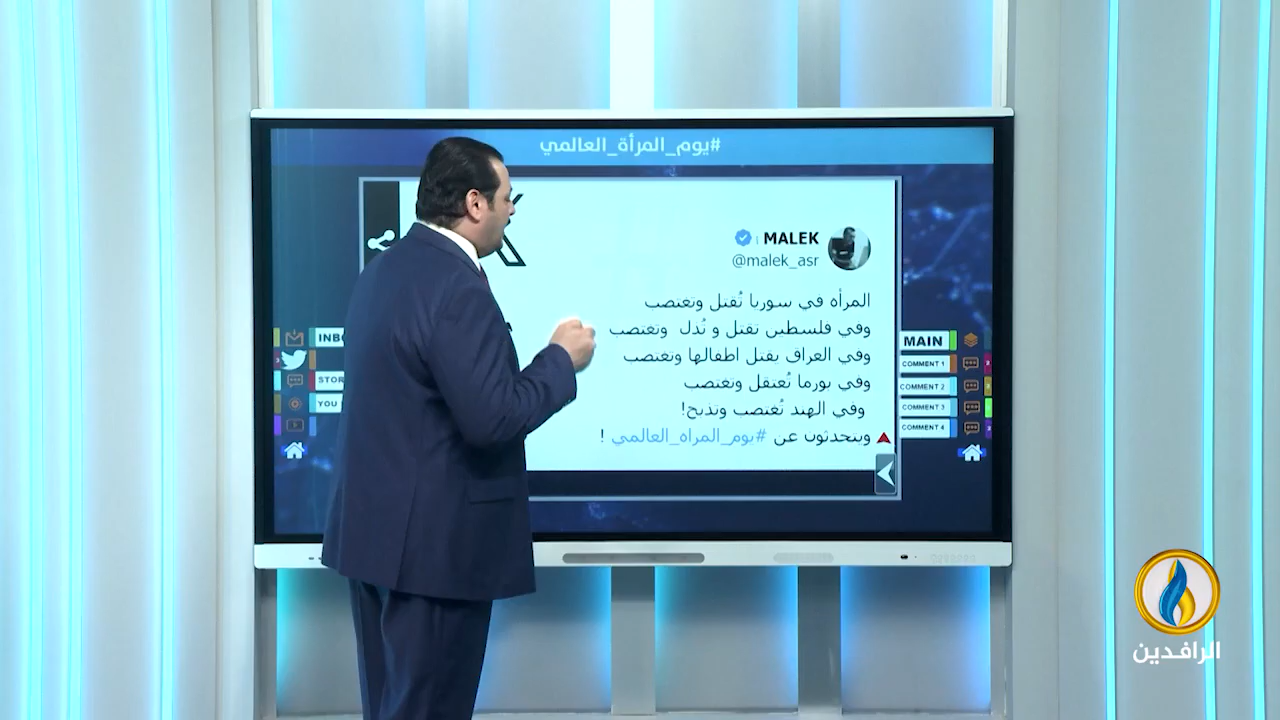 #يوم_المرأة_العالمي
MALEK
@malek_asr
المرأه في سوريا تُقتل وتغتصب
وفي فلسطين تقتل و تُذل وتغتصب
وفي العراق يقتل اطفالها وتغتصب
وفي بورما تُعتقل وتغتصب
وفي الهند تُغتصب وتذبح!
ويتحدثون عن #يوم_المراه_العالمي !
MAIN
COMMENT 1
COMMENT 2
COMMENT 3
COMMENT 4
الرافدين